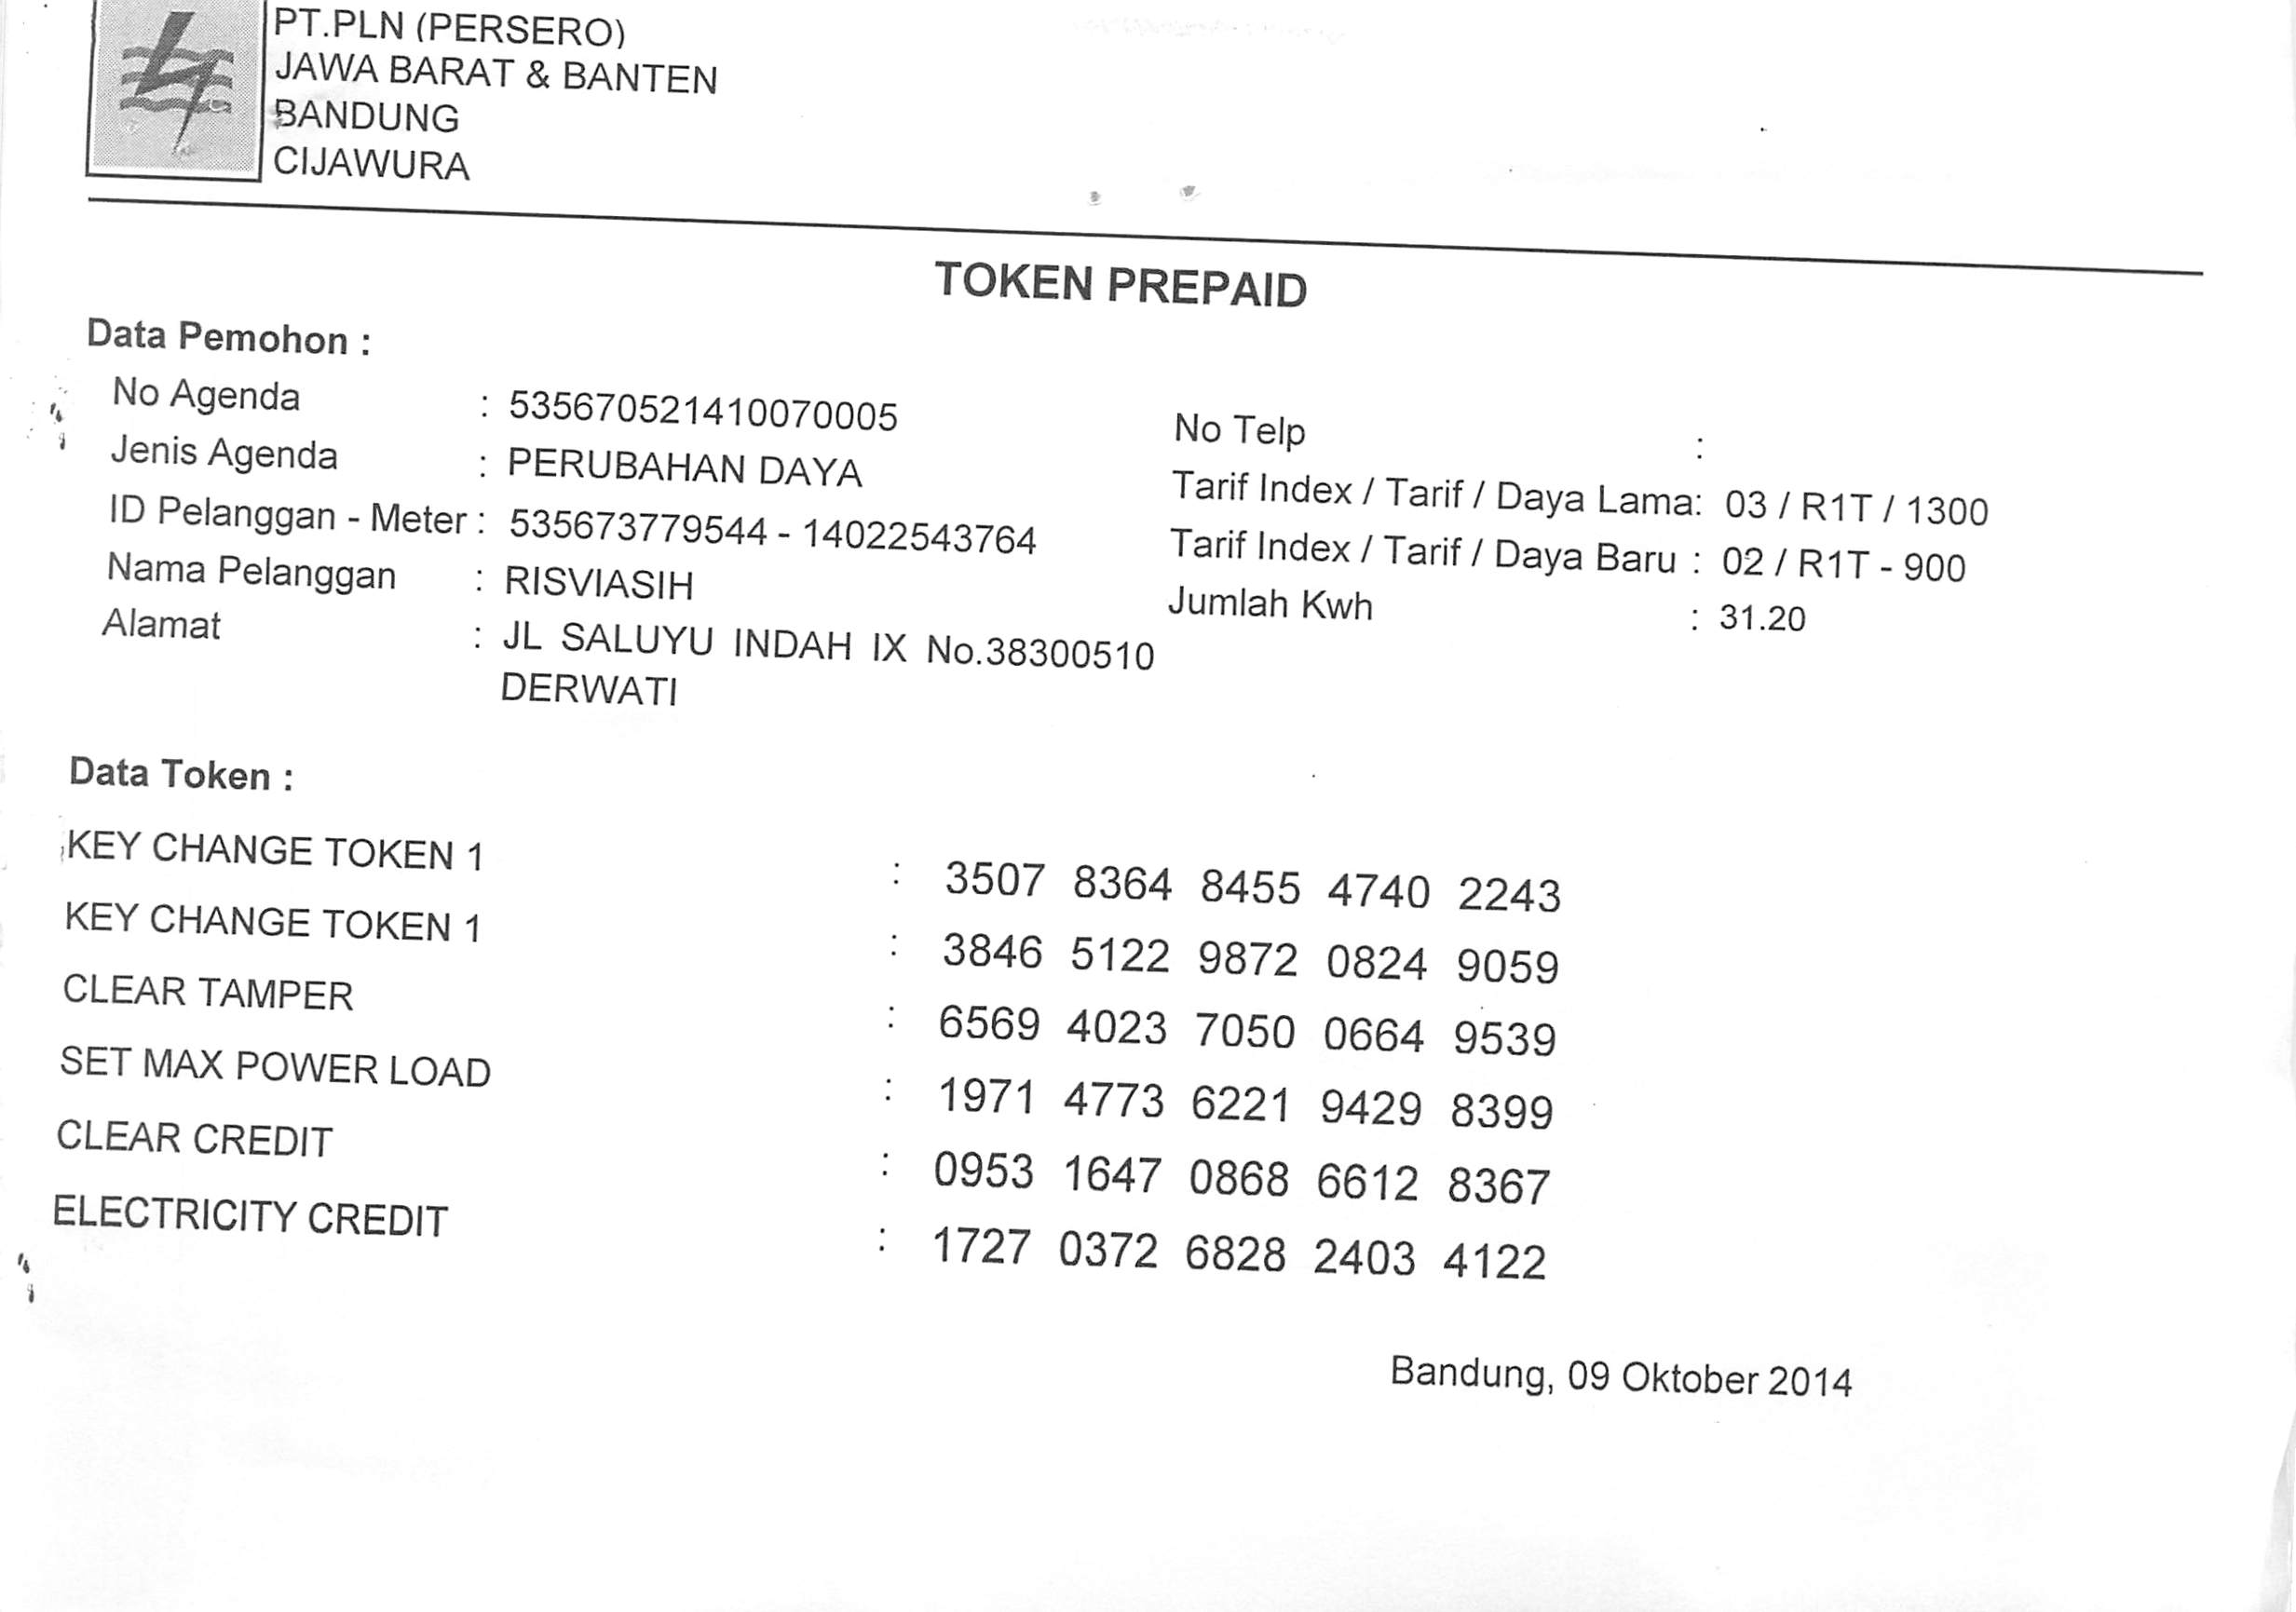 PT.PLN (PERSERO)
JAWA BARAT & BANTEN
BANDUNG
CIJAWURA
TOKEN PREPAID
Data Pemohon :
No Agenda : 535670521410070005
Jenis Agenda : PERUBAHAN DAYA
ID Pelanggan - Meter : 535673779544 - 14022543764
Nama Pelanggan : RISVIASIH
Alamat : JL SALUYU INDAH IX No.38300510
DERWATI
No Telp :
Tarif Index / Tarif / Daya Lama: 03 / R1T / 1300
Tarif Index / Tarif / Daya Baru : 02 / R1T - 900
Jumlah Kwh : 31.20
Data Token :
KEY CHANGE TOKEN 1 : 3507 8364 8455 4740 2243
KEY CHANGE TOKEN 1 : 3846 5122 9872 0824 9059
CLEAR TAMPER : 6569 4023 7050 0664 9539
SET MAX POWER LOAD : 1971 4773 6221 9429 8399
CLEAR CREDIT : 0953 1647 0868 6612 8367
ELECTRICITY CREDIT : 1727 0372 6828 2403 4122
Bandung, 09 Oktober 2014